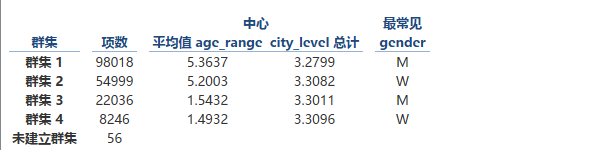 中心 最常见
群集 项数 平均值 age_range city_level 总计 gender
群集 1 98018 5.3637 3.2799 M
群集 2 54999 5.2003 3.3082 W
群集 3 22036 1.5432 3.3011 M
群集 4 8246 1.4932 3.3096 W
未建立群集 56